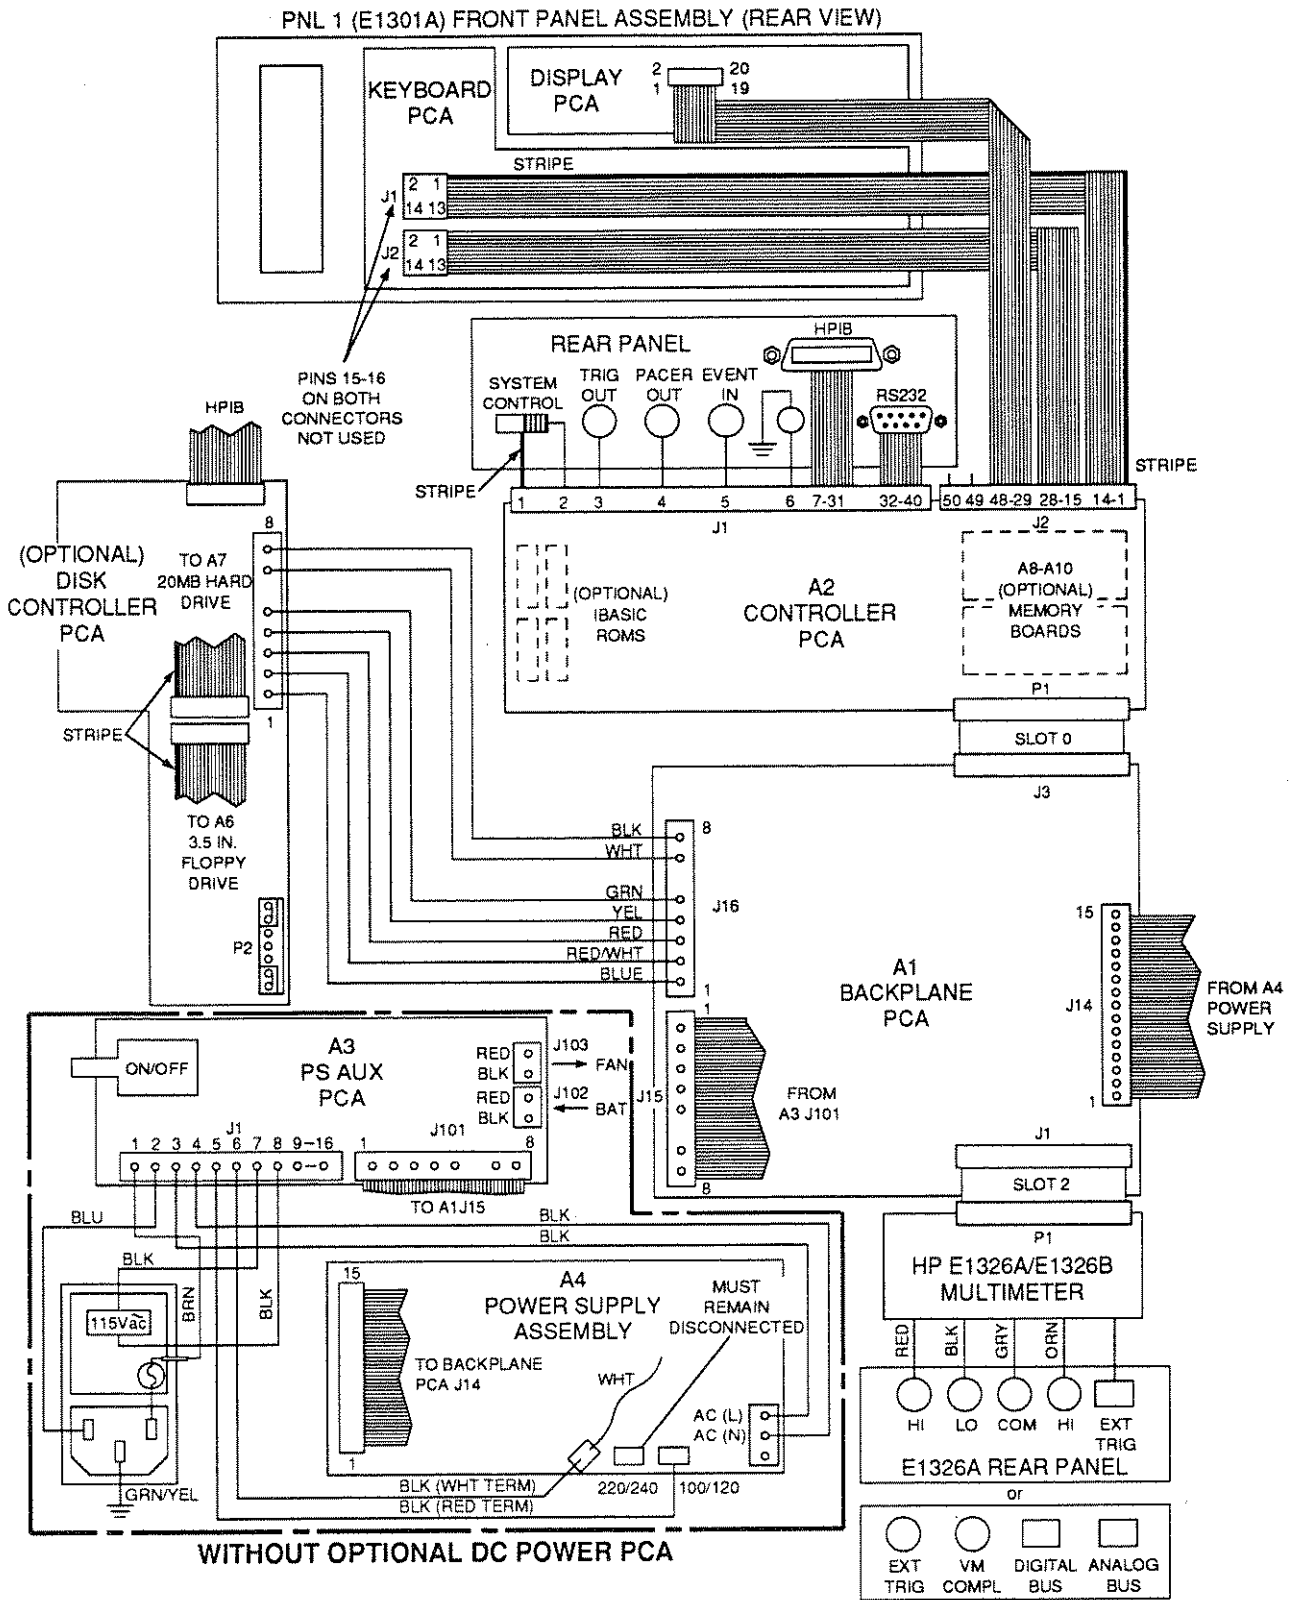 PNL 1 (E1301A) FRONT PANEL ASSEMBLY (REAR VIEW)
KEYBOARD
PCA
DISPLAY
PCA
2 20
1 19
STRIPE
J1
2 1
14 13
J2
2 1
14 13
PINS 15-16
ON BOTH
CONNECTORS
NOT USED
REAR PANEL
HPIB
SYSTEM
CONTROL
TRIG
OUT
PACER
OUT
EVENT
IN
RS232
STRIPE
STRIPE
1 2 3 4 5 6 7-31 32-40
J1
50 49 48-29 28-15 14-1
J2
HPIB
(OPTIONAL)
DISK
CONTROLLER
PCA
8
TO A7
20MB HARD
DRIVE
1
STRIPE
TO A6
3.5 IN.
FLOPPY
DRIVE
P2
(OPTIONAL)
IBASIC
ROMS
A2
CONTROLLER
PCA
A8-A10
(OPTIONAL)
MEMORY
BOARDS
P1
SLOT 0
J3
BLK
WHT
GRN
YEL
RED
RED/WHT
BLUE
8
J16
1
A1
BACKPLANE
PCA
15
J14
1
FROM A4
POWER
SUPPLY
1
J15
8
FROM
A3 J101
J1
SLOT 2
P1
A3
PS AUX
PCA
ON/OFF
RED
BLK
J103
FAN
RED
BLK
J102
BAT
J1
1 2 3 4 5 6 7 8 9-16
J101
1 8
TO A1J15
BLU
BLK
BRN
BLK
BLK
BLK
115Vac
GRN/YEL
A4
POWER SUPPLY
ASSEMBLY
15
TO BACKPLANE
PCA J14
1
MUST
REMAIN
DISCONNECTED
WHT
AC (L)
AC (N)
220/240
100/120
BLK (WHT TERM)
BLK (RED TERM)
WITHOUT OPTIONAL DC POWER PCA
HP E1326A/E1326B
MULTIMETER
RED
BLK
GRY
ORN
HI LO COM HI EXT
TRIG
E1326A REAR PANEL
or
EXT
TRIG
VM
COMPL
DIGITAL
BUS
ANALOG
BUS